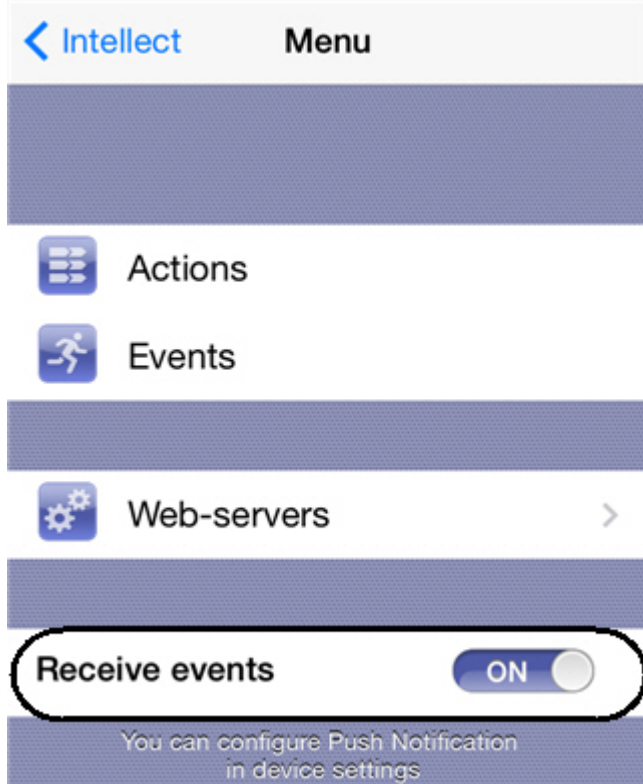 Intellect Menu
Actions
Events
Web-servers
Receive events ON
You can configure Push Notification
in device settings